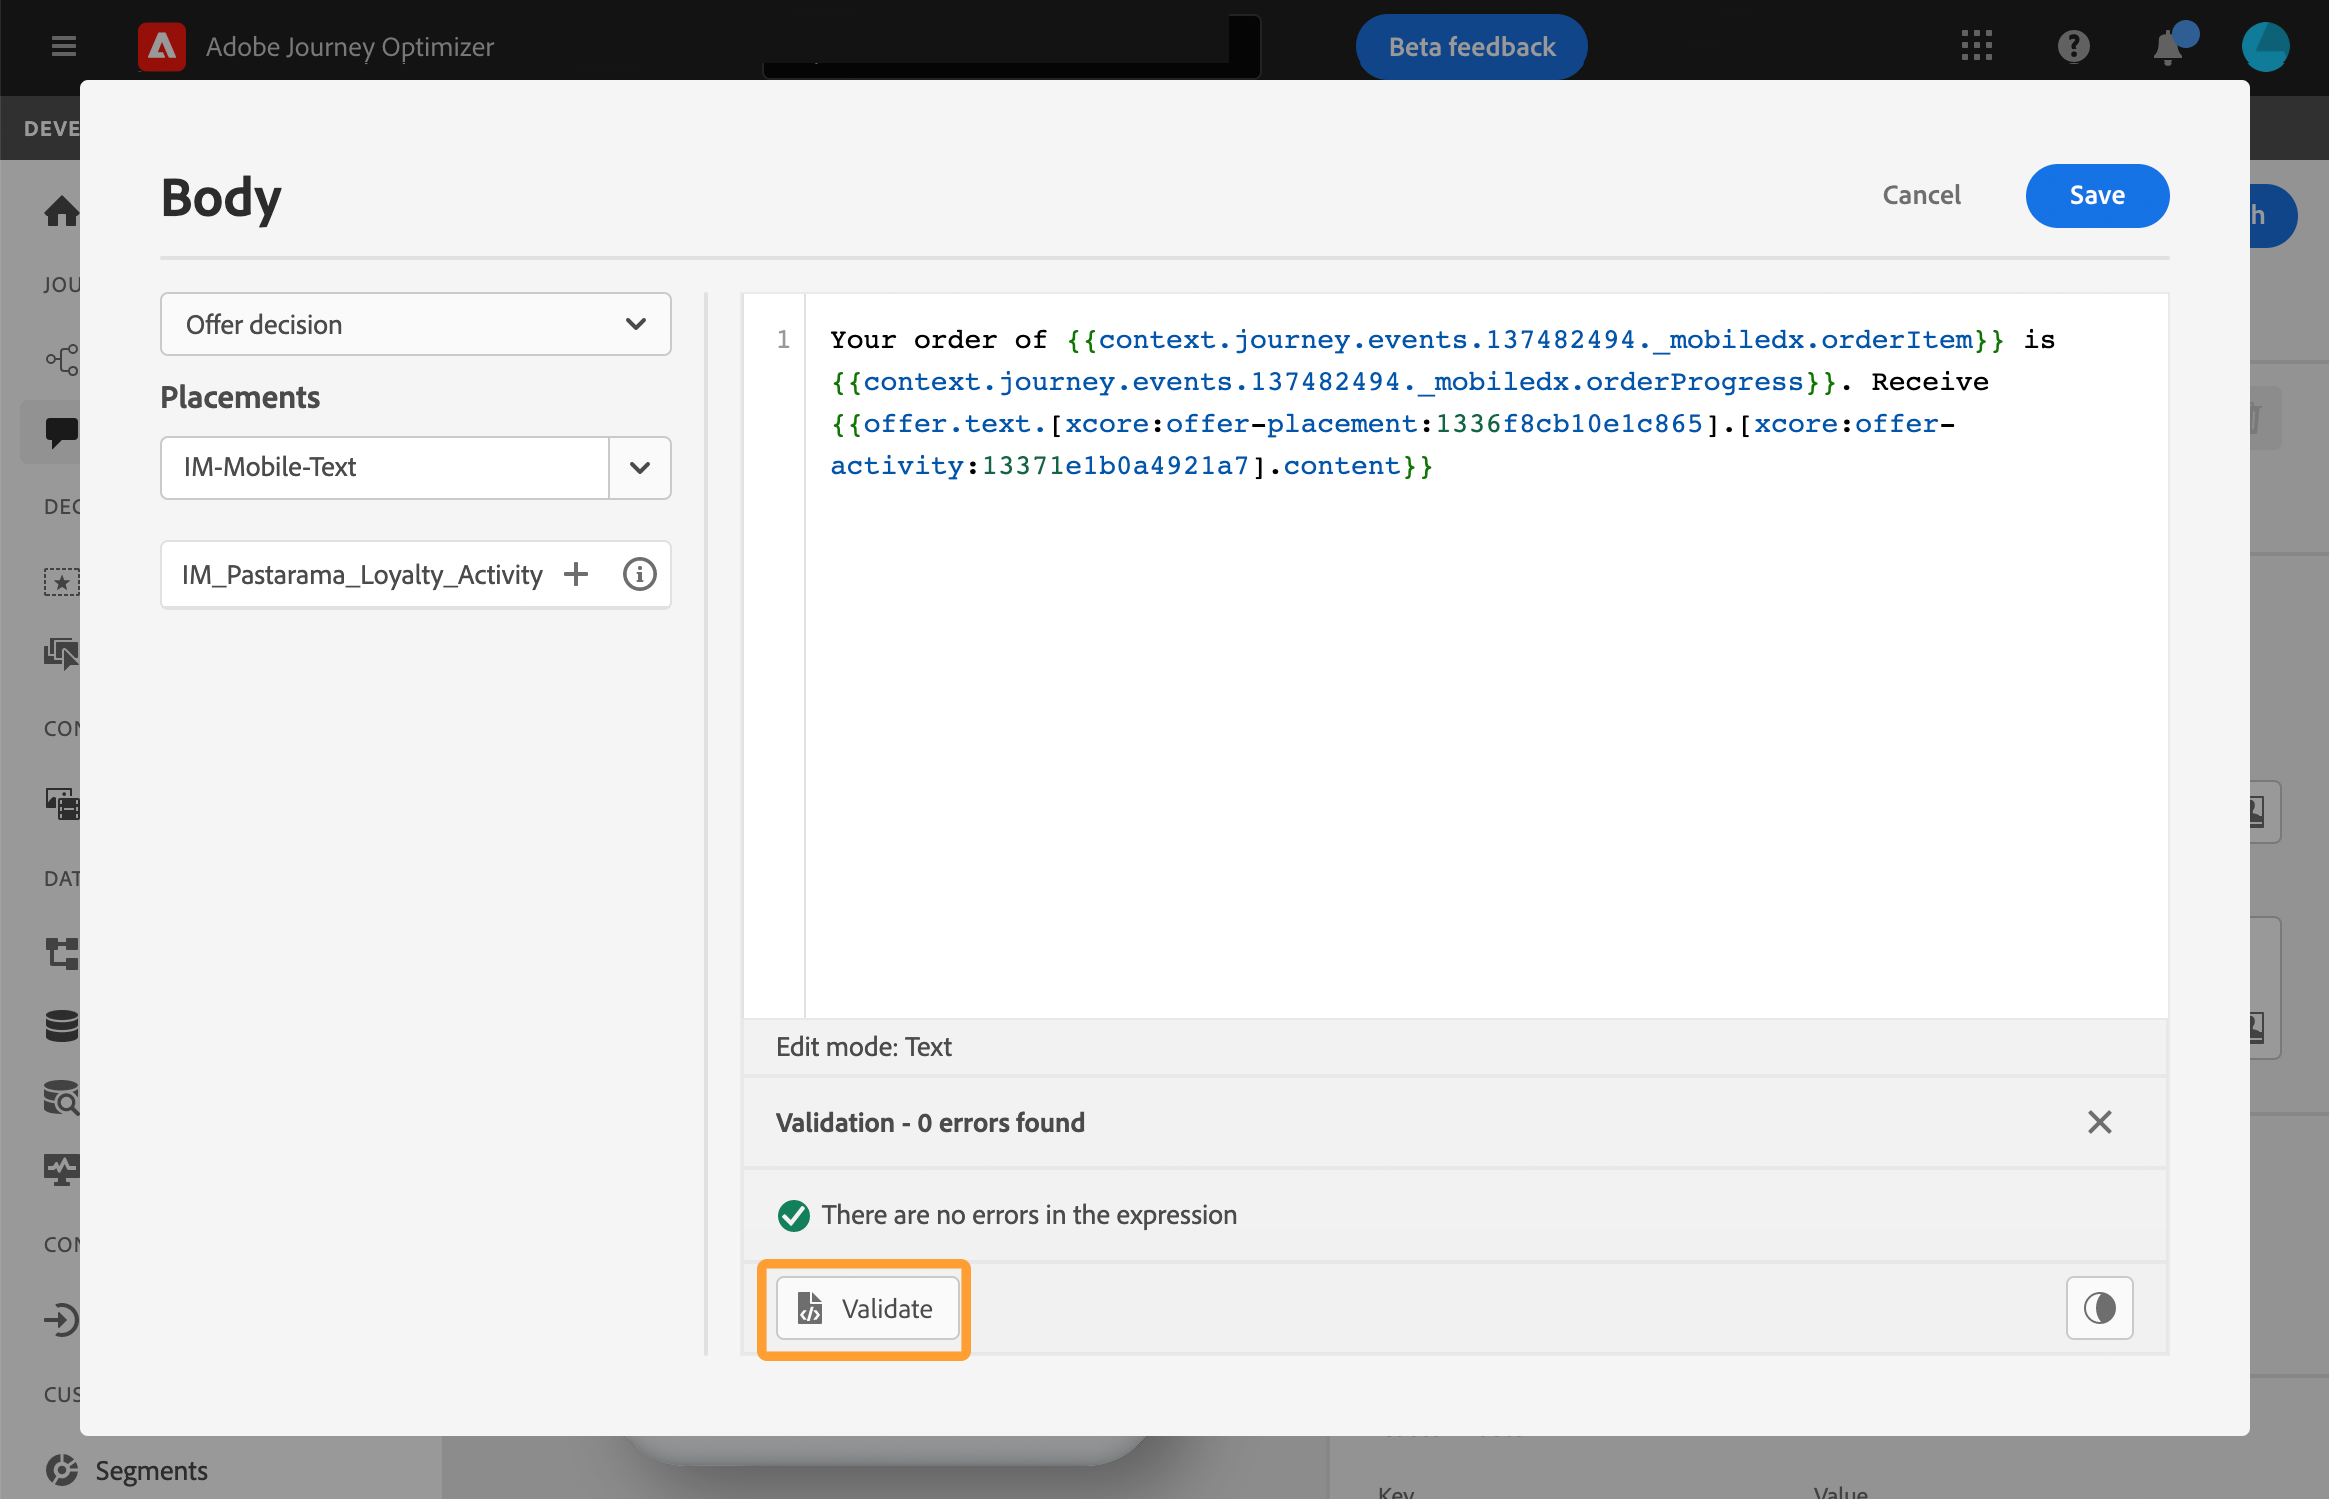 Adobe Journey Optimizer
Beta feedback
DEVE
Body
Cancel
Save
h
JOU
Offer decision
Placements
IM-Mobile-Text
DEC
IM_Pastarama_Loyalty_Activity
1
Your order of {{context.journey.events.137482494._mobiledx.orderItem}} is
{{context.journey.events.137482494._mobiledx.orderProgress}}. Receive
{{offer.text.[xcore:offer-placement:1336f8cb10e1c865].[xcore:offer-
activity:13371e1b0a4921a7].content}}
CON
DAT
Edit mode: Text
Validation - 0 errors found
There are no errors in the expression
CON
Validate
CUS
Segments
Key
Value